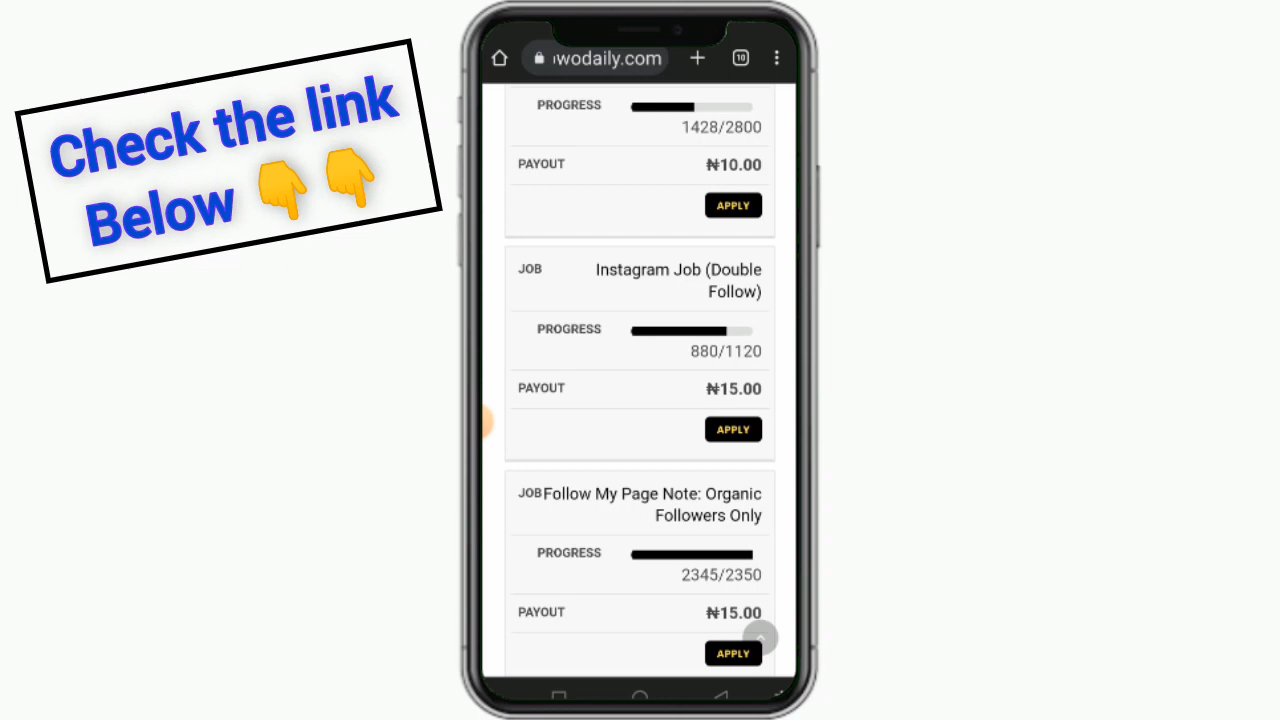 Check the link
Below 👇👇
wodaily.com
10
PROGRESS
1428/2800
PAYOUT ₦10.00
APPLY
JOB Instagram Job (Double
Follow)
PROGRESS
880/1120
PAYOUT ₦15.00
APPLY
JOB Follow My Page Note: Organic
Followers Only
PROGRESS
2345/2350
PAYOUT ₦15.00
APPLY